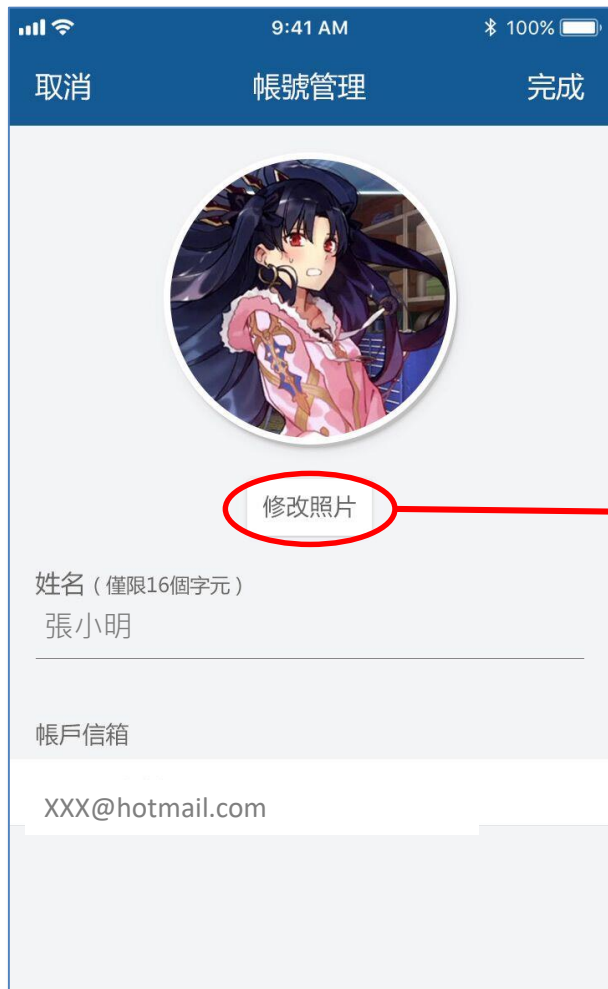 9:41 AM 100%
取消 帳號管理 完成
修改照片
姓名(僅限16個字元)
張小明
帳戶信箱
XXX@hotmail.com